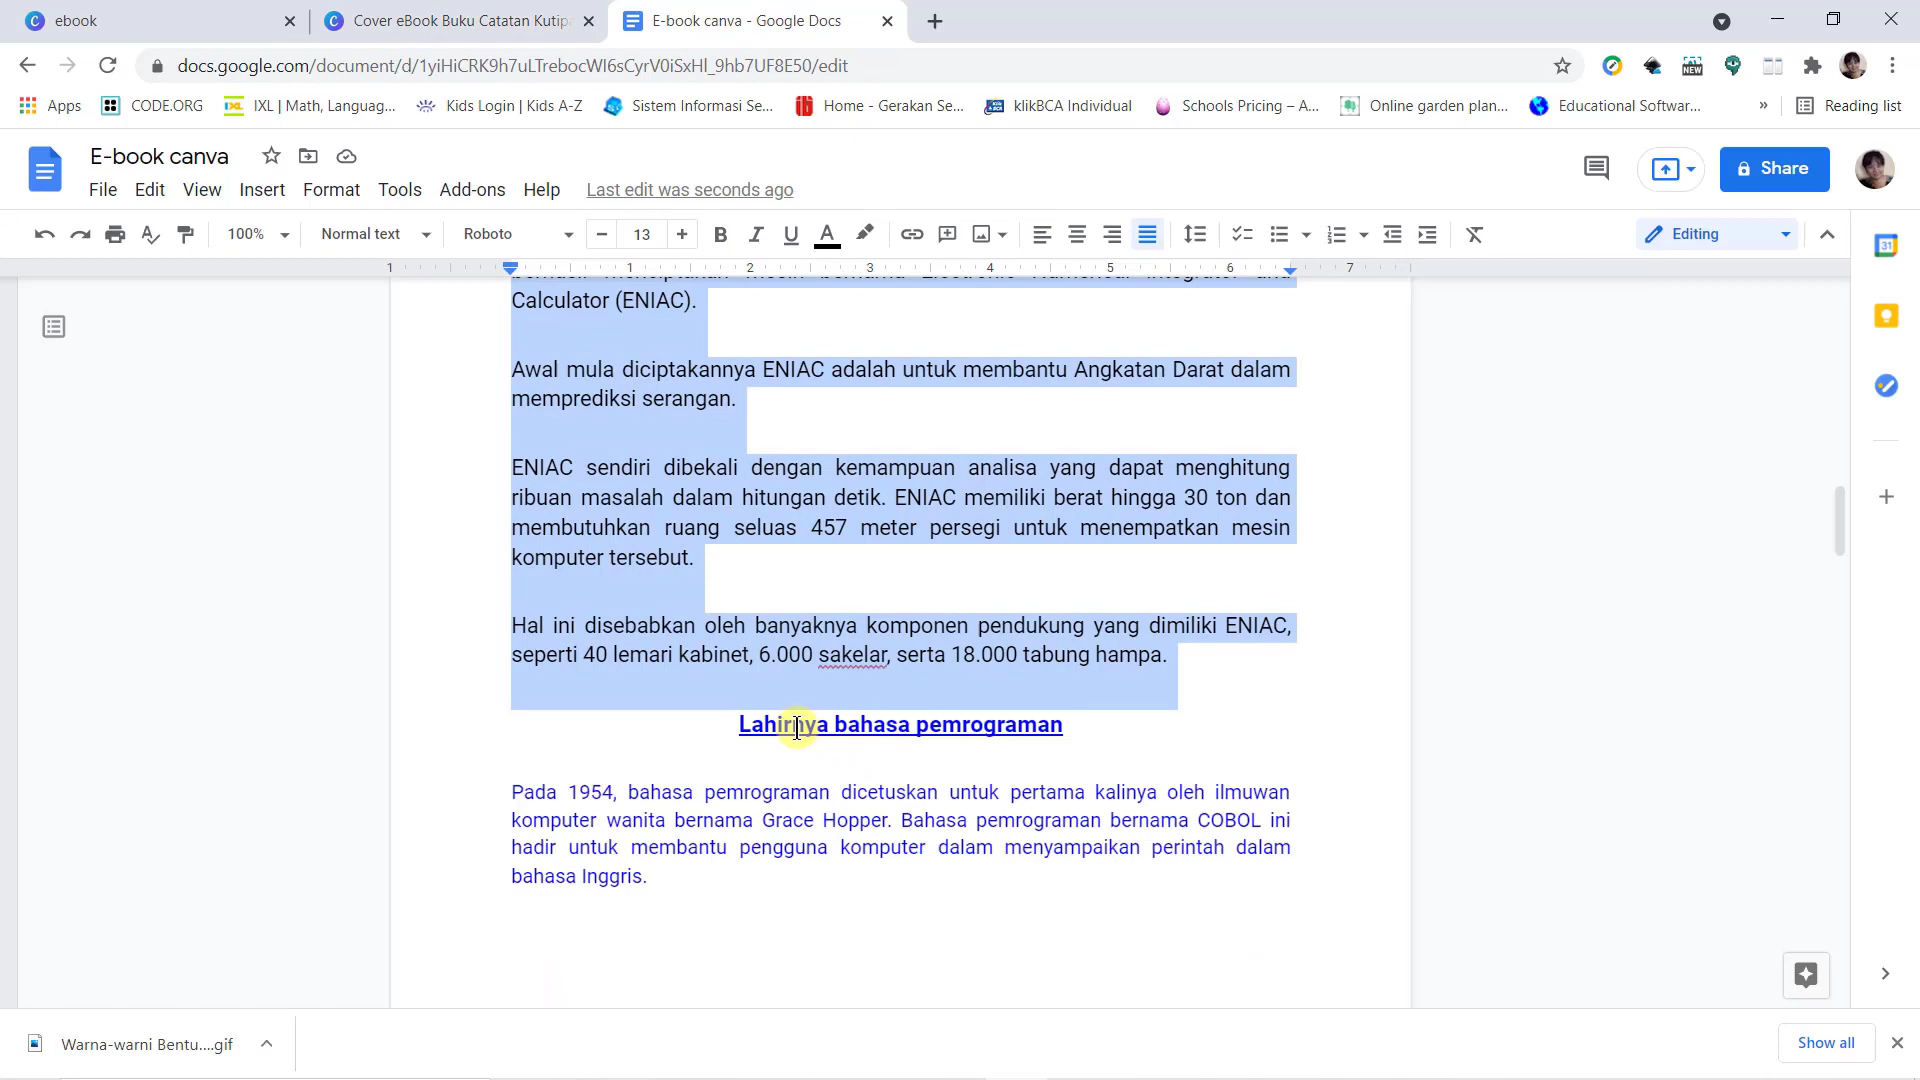 ebook
Cover eBook Buku Catatan Kutip
E-book canva - Google Docs
docs.google.com/document/d/1yiHiCRK9h7uLTrebocWI6sCyrV0iSxHl_9hb7UF8E50/edit
Apps
CODE.ORG
IXL | Math, Languag...
Kids Login | Kids A-Z
Sistem Informasi Se...
Home - Gerakan Se...
klikBCA Individual
Schools Pricing – A...
Online garden plan...
Educational Softwar...
»
Reading list
E-book canva
File Edit View Insert Format Tools Add-ons Help Last edit was seconds ago
Share
100% Normal text Roboto 13 Editing
1 1 2 3 4 5 6 7
Calculator (ENIAC).
Awal mula diciptakannya ENIAC adalah untuk membantu Angkatan Darat dalam
memprediksi serangan.
ENIAC sendiri dibekali dengan kemampuan analisa yang dapat menghitung
ribuan masalah dalam hitungan detik. ENIAC memiliki berat hingga 30 ton dan
membutuhkan ruang seluas 457 meter persegi untuk menempatkan mesin
komputer tersebut.
Hal ini disebabkan oleh banyaknya komponen pendukung yang dimiliki ENIAC,
seperti 40 lemari kabinet, 6.000 sakelar, serta 18.000 tabung hampa.
Lahirnya bahasa pemrograman
Pada 1954, bahasa pemrograman dicetuskan untuk pertama kalinya oleh ilmuwan
komputer wanita bernama Grace Hopper. Bahasa pemrograman bernama COBOL ini
hadir untuk membantu pengguna komputer dalam menyampaikan perintah dalam
bahasa Inggris.
Warna-warni Bentu....gif
Show all